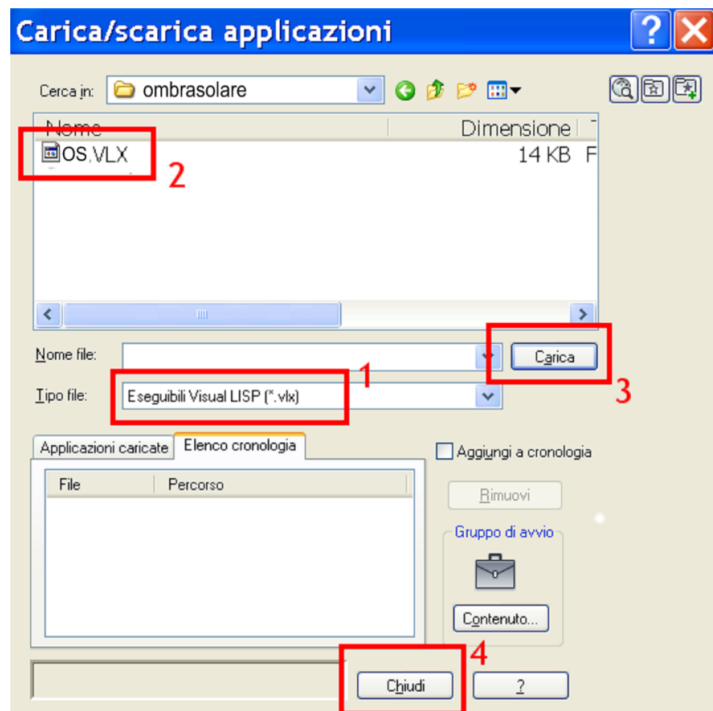 Carica/scarica applicazioni
Cerca in: ombrasolare
Nome Dimensione
OS.VLX 14 KB F
2
Nome file: Carica
1
3
Tipo file: Eseguibili Visual LISP (*.vlx)
Applicazioni caricate Elenco cronologia Aggiungi a cronologia
File Percorso
Rimuovi
Gruppo di avvio
Contenuto...
4
Chiudi ?